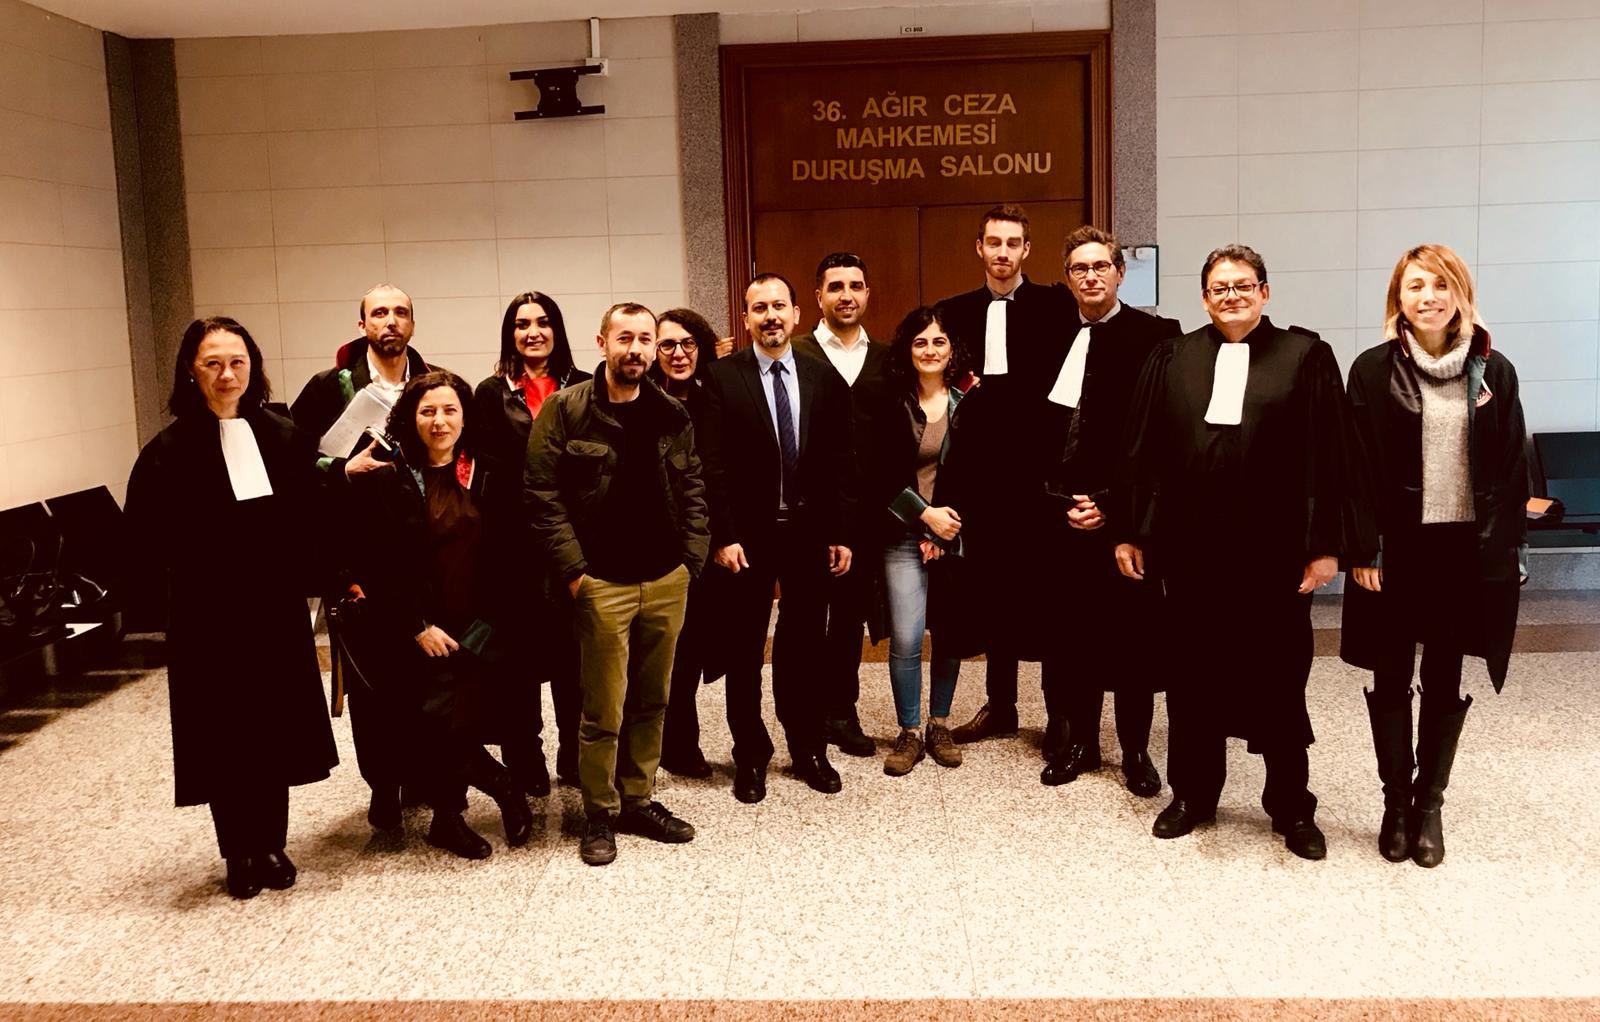 36. AĞIR CEZA
MAHKEMESİ
DURUŞMA SALONU